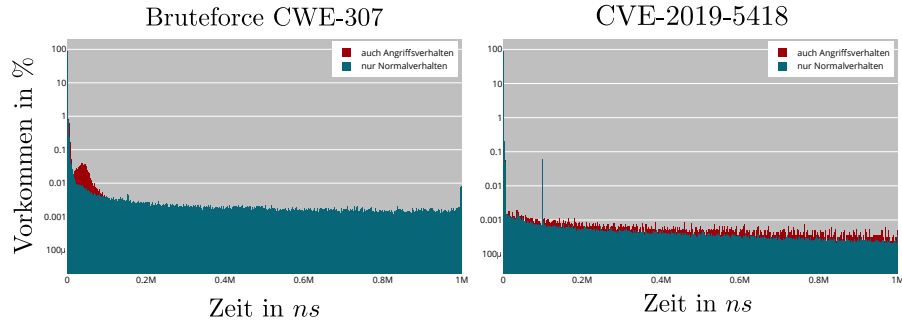 Bruteforce CWE-307
CVE-2019-5418
Vorkommen in %
100
10
1
0.1
0.01
0.001
100μ
auch Angriffsverhalten
nur Normalverhalten
0
0.2M
0.4M
0.6M
0.8M
1M
Zeit in ns
100
10
1
0.1
0.01
0.001
100μ
auch Angriffsverhalten
nur Normalverhalten
0
0.2M
0.4M
0.6M
0.8M
1M
Zeit in ns